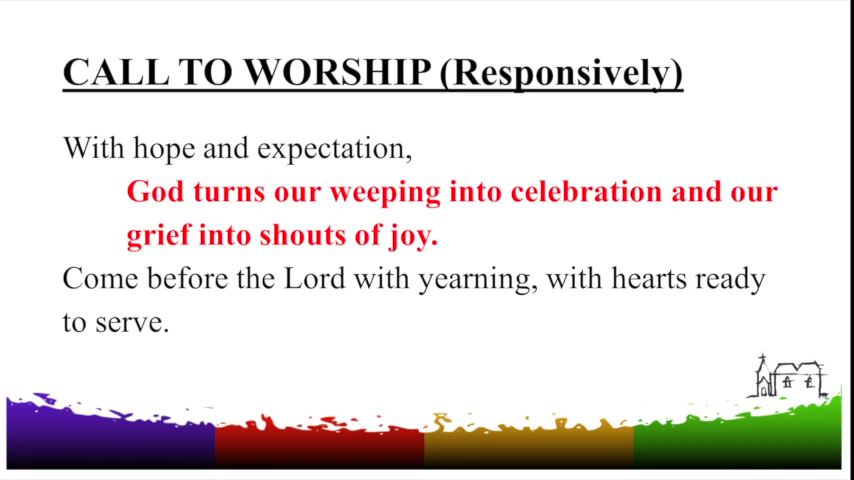 CALL TO WORSHIP (Responsively)
With hope and expectation,
God turns our weeping into celebration and our
grief into shouts of joy.
Come before the Lord with yearning, with hearts ready
to serve.